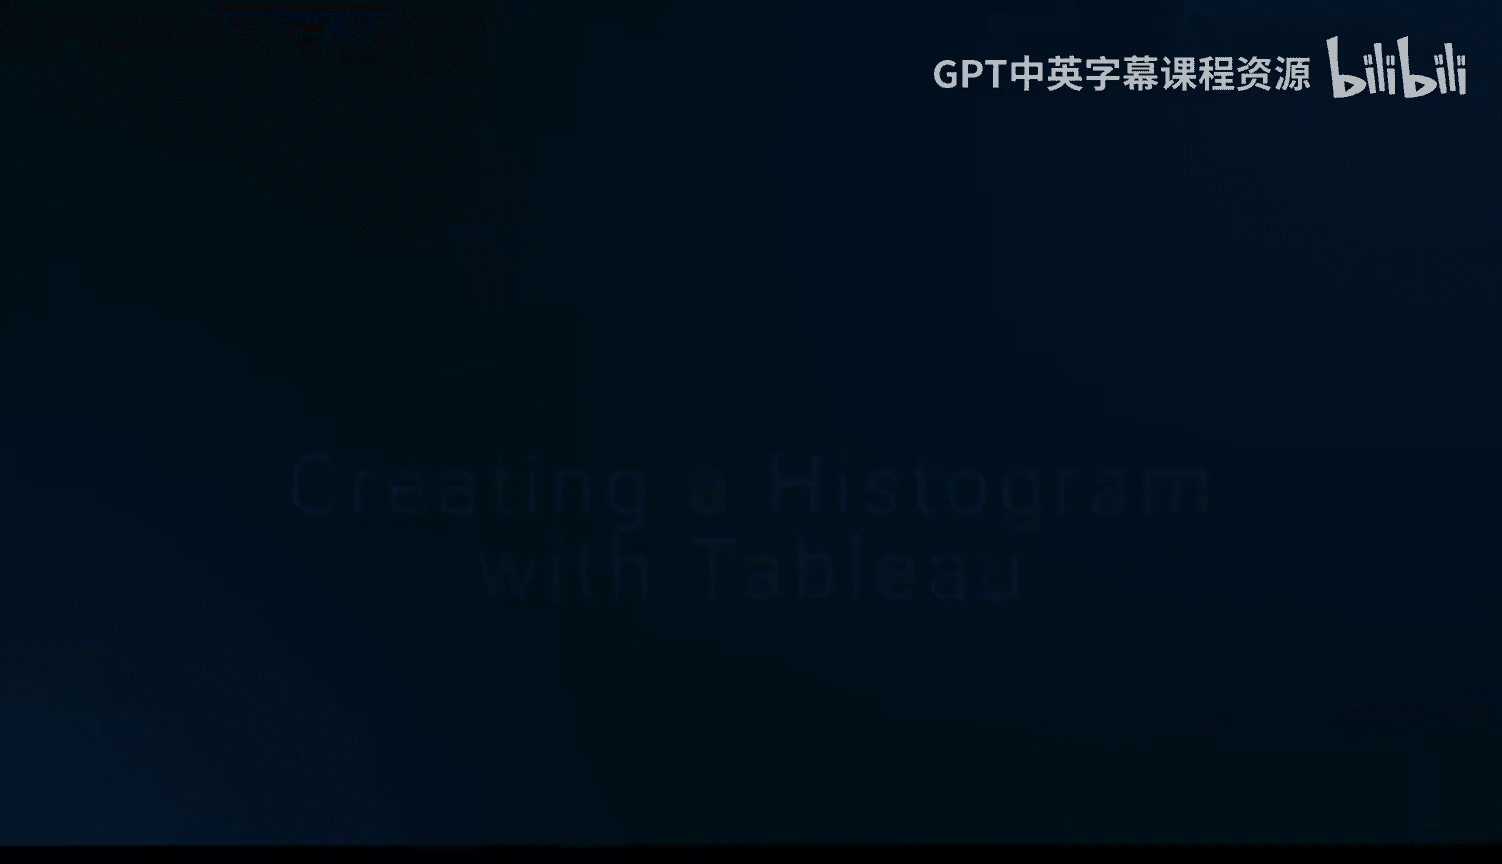 GPT中英字幕课程资源 bilibili
Creating a Histogram
with Tableau